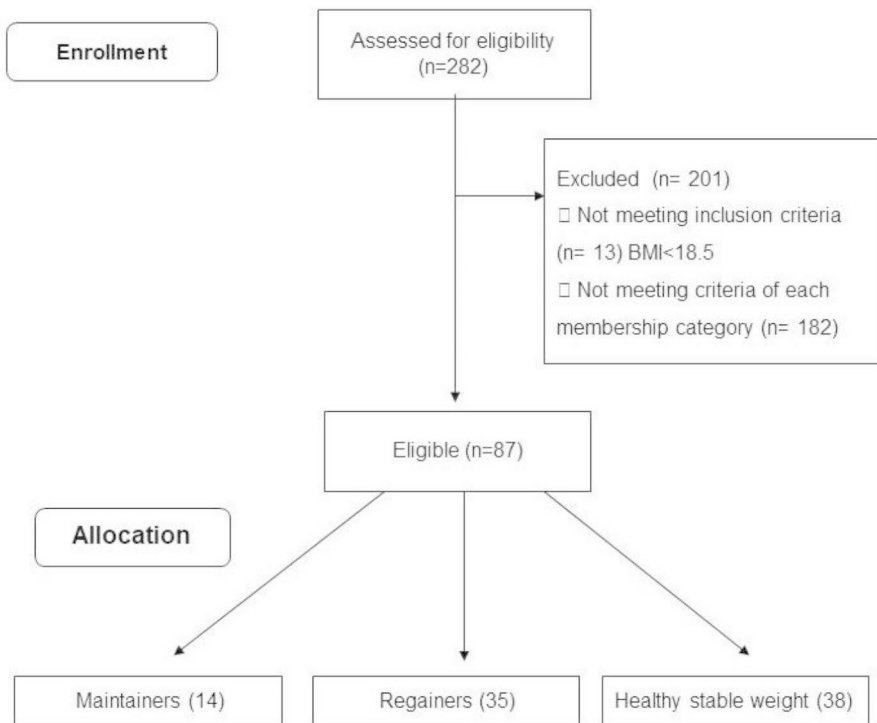 Enrollment
Assessed for eligibility
(n=282)
Excluded (n= 201)
□ Not meeting inclusion criteria
(n= 13) BMI<18.5
□ Not meeting criteria of each
membership category (n= 182)
Eligible (n=87)
Allocation
Maintainers (14)
Regainers (35)
Healthy stable weight (38)